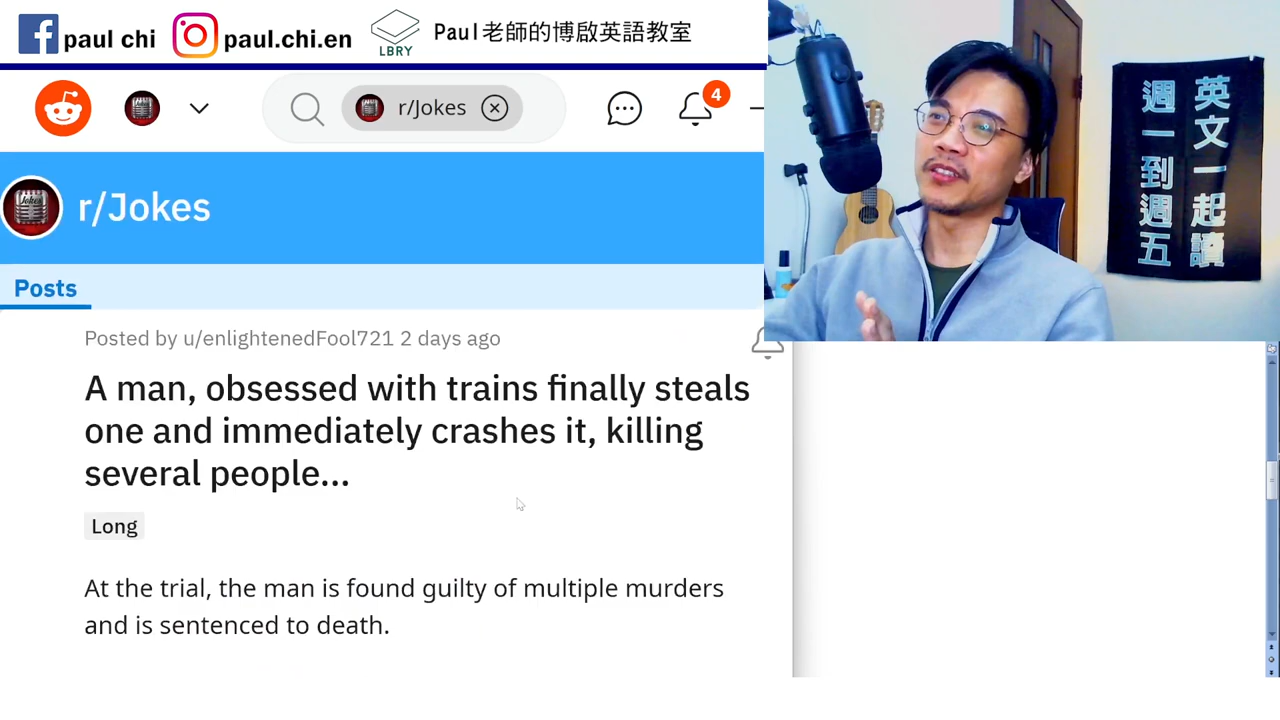 paul chi
paul.chi.en
LBRY
Paul老師的博啟英語教室
r/Jokes
4
Jokes
r/Jokes
Posts
Posted by u/enlightenedFool721 2 days ago
A man, obsessed with trains finally steals
one and immediately crashes it, killing
several people...
Long
At the trial, the man is found guilty of multiple murders
and is sentenced to death.
英文一起讀
週一到週五